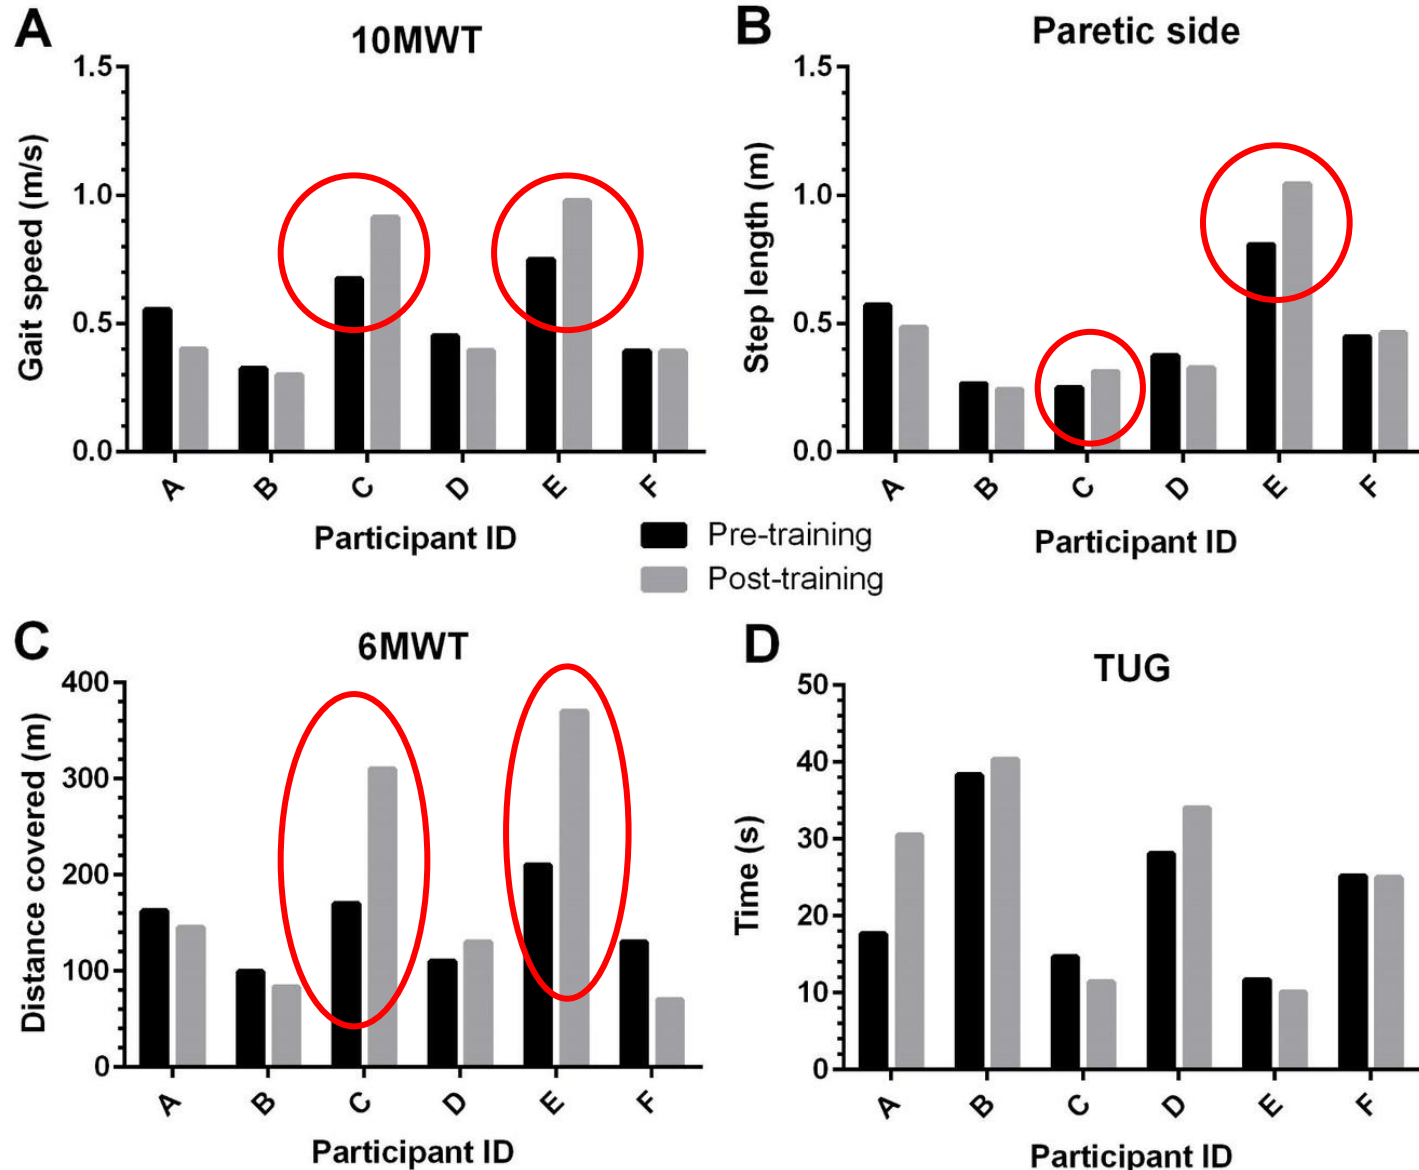 A
10MWT
Gait speed (m/s)
1.5
1.0
0.5
0.0
A B C D E F
Participant ID
B
Paretic side
Step length (m)
1.5
1.0
0.5
0.0
A B C D E F
Participant ID
Pre-training
Post-training
C
6MWT
Distance covered (m)
400
300
200
100
0
A B C D E F
Participant ID
D
TUG
Time (s)
50
40
30
20
10
0
A B C D E F
Participant ID